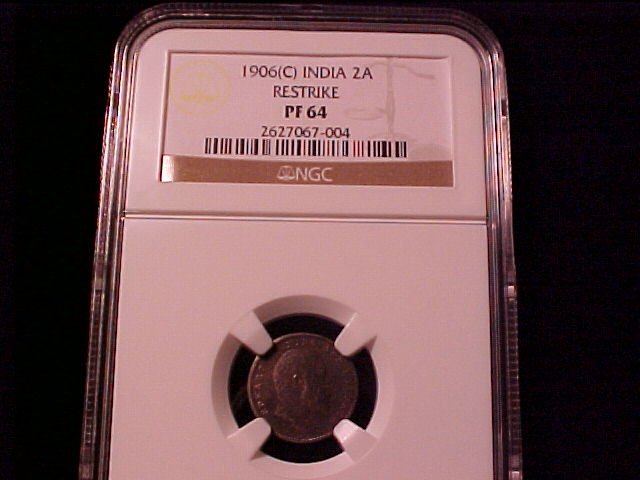 1906(C) INDIA 2A
RESTRIKE
PF 64
2627067-004
NGC